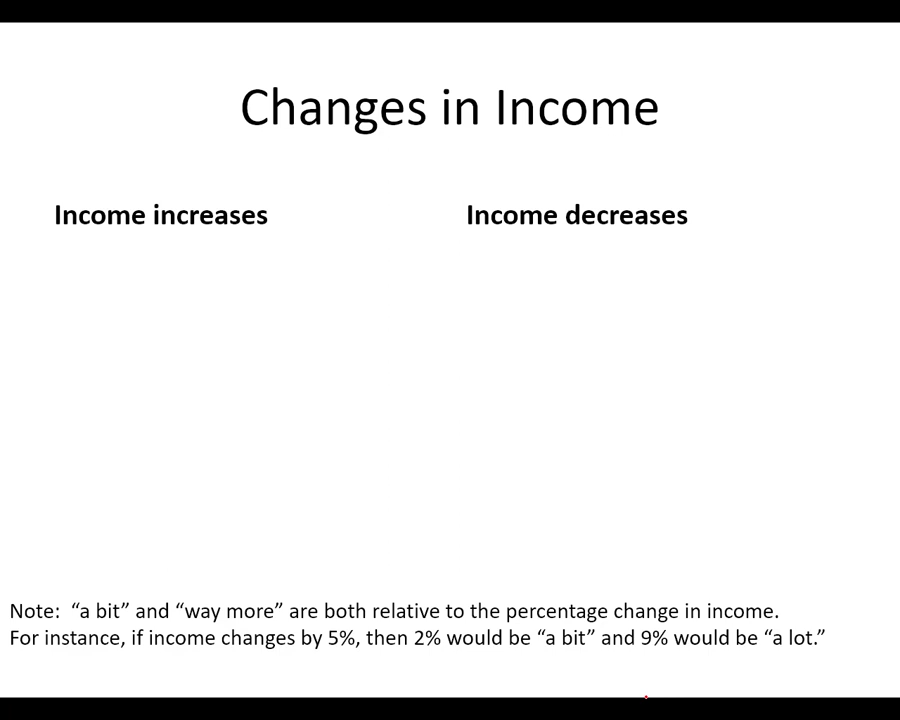 Changes in Income
Income increases
Income decreases
Note:  “a bit” and “way more” are both relative to the percentage change in income.
For instance, if income changes by 5%, then 2% would be “a bit” and 9% would be “a lot.”